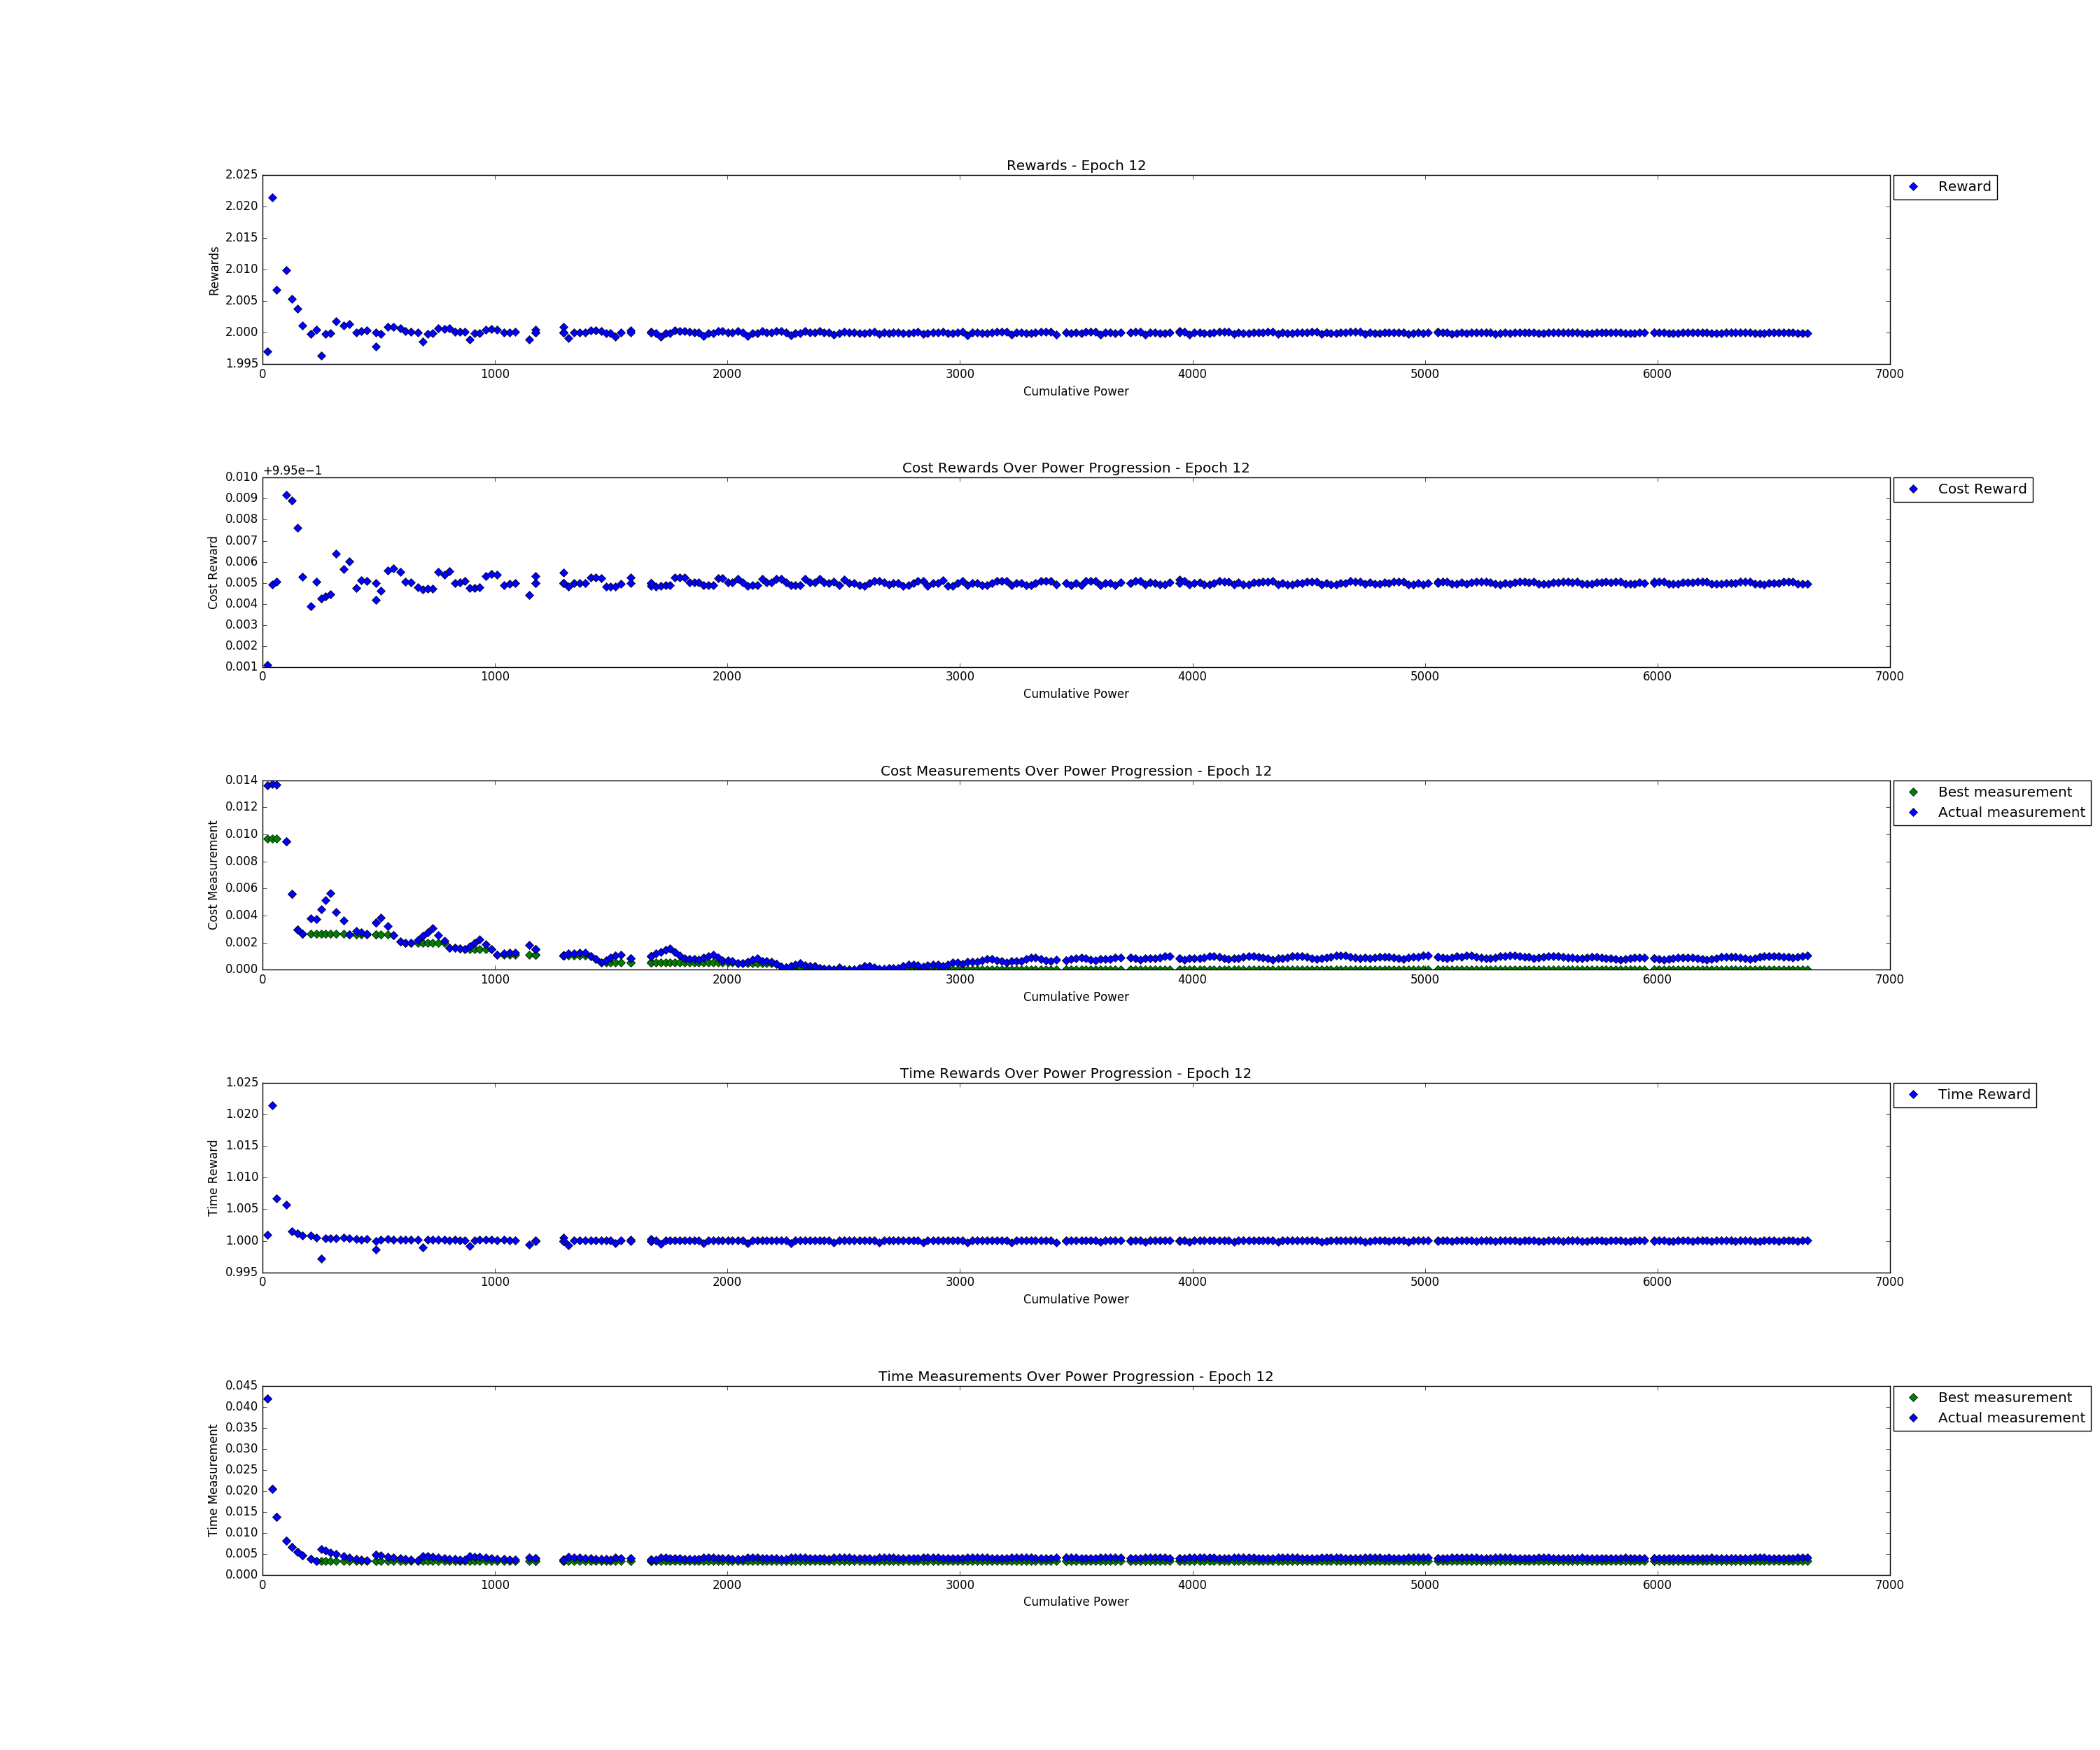 Rewards - Epoch 12
2.025
2.020
2.015
2.010
2.005
2.000
1.995
Rewards
0 1000 2000 3000 4000 5000 6000 7000
Cumulative Power
Reward
Cost Rewards Over Power Progression - Epoch 12
+9.95e−1
0.010
0.009
0.008
0.007
0.006
0.005
0.004
0.003
0.002
0.001
Cost Reward
0 1000 2000 3000 4000 5000 6000 7000
Cumulative Power
Cost Reward
Cost Measurements Over Power Progression - Epoch 12
0.014
0.012
0.010
0.008
0.006
0.004
0.002
0.000
Cost Measurement
0 1000 2000 3000 4000 5000 6000 7000
Cumulative Power
Best measurement
Actual measurement
Time Rewards Over Power Progression - Epoch 12
1.025
1.020
1.015
1.010
1.005
1.000
0.995
Time Reward
0 1000 2000 3000 4000 5000 6000 7000
Cumulative Power
Time Reward
Time Measurements Over Power Progression - Epoch 12
0.045
0.040
0.035
0.030
0.025
0.020
0.015
0.010
0.005
0.000
Time Measurement
0 1000 2000 3000 4000 5000 6000 7000
Cumulative Power
Best measurement
Actual measurement